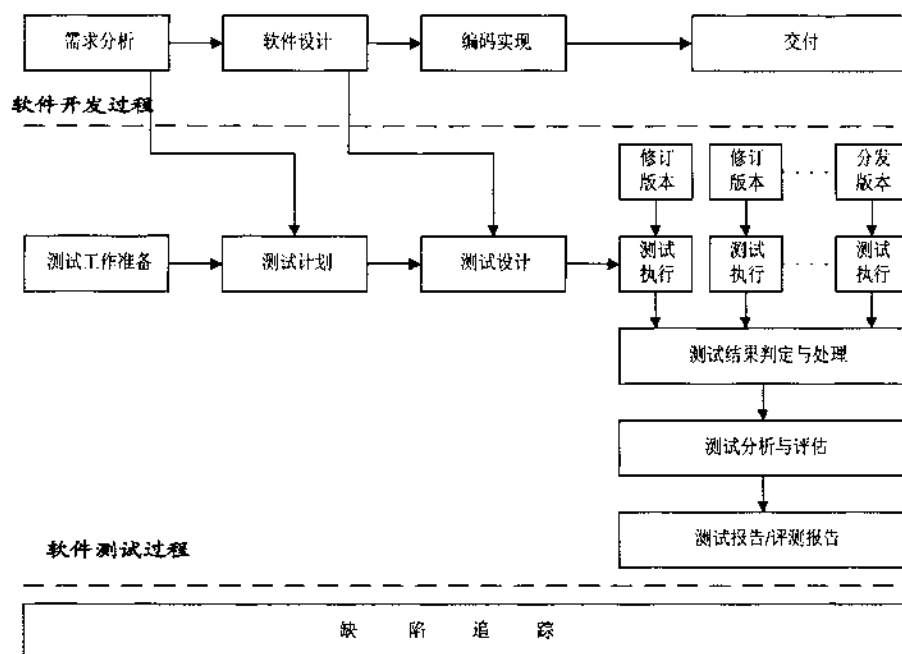 需求分析
软件设计
编码实现
交付
软件开发过程
修订
版本
修订
版本
分发
版本
测试工作准备
测试计划
测试设计
测试
执行
测试
执行
测试
执行
测试结果判定与处理
测试分析与评估
测试报告/评测报告
软件测试过程
缺陷追踪